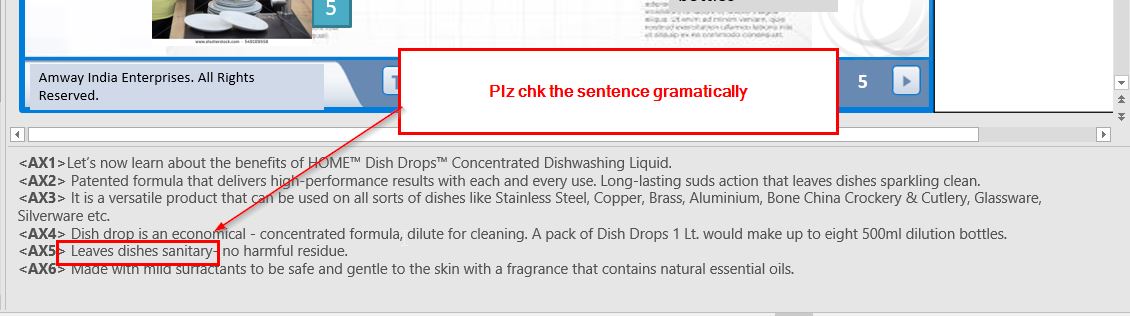 bottles
5
www.shutterstock.com ·
Amway India Enterprises. All Rights
Reserved.
5
Plz chk the sentence gramatically
<AX1>Let's now learn about the benefits of HOME™ Dish Drops™ Concentrated Dishwashing Liquid.
<AX2> Patented formula that delivers high-performance results with each and every use. Long-lasting suds action that leaves dishes sparkling clean.
<AX3> It is a versatile product that can be used on all sorts of dishes like Stainless Steel, Copper, Brass, Aluminium, Bone China Crockery & Cutlery, Glassware,
Silverware etc.
<AX4> Dish drop is an economical - concentrated formula, dilute for cleaning. A pack of Dish Drops 1 Lt. would make up to eight 500ml dilution bottles.
<AX5> Leaves dishes sanitary- no harmful residue.
<AX6> Made with mild surfactants to be safe and gentle to the skin with a fragrance that contains natural essential oils.